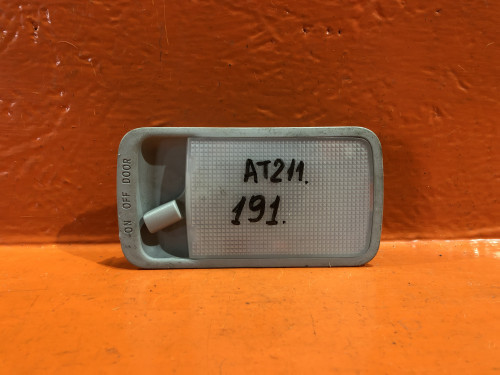 AT211.
191.
ON OFF DOOR